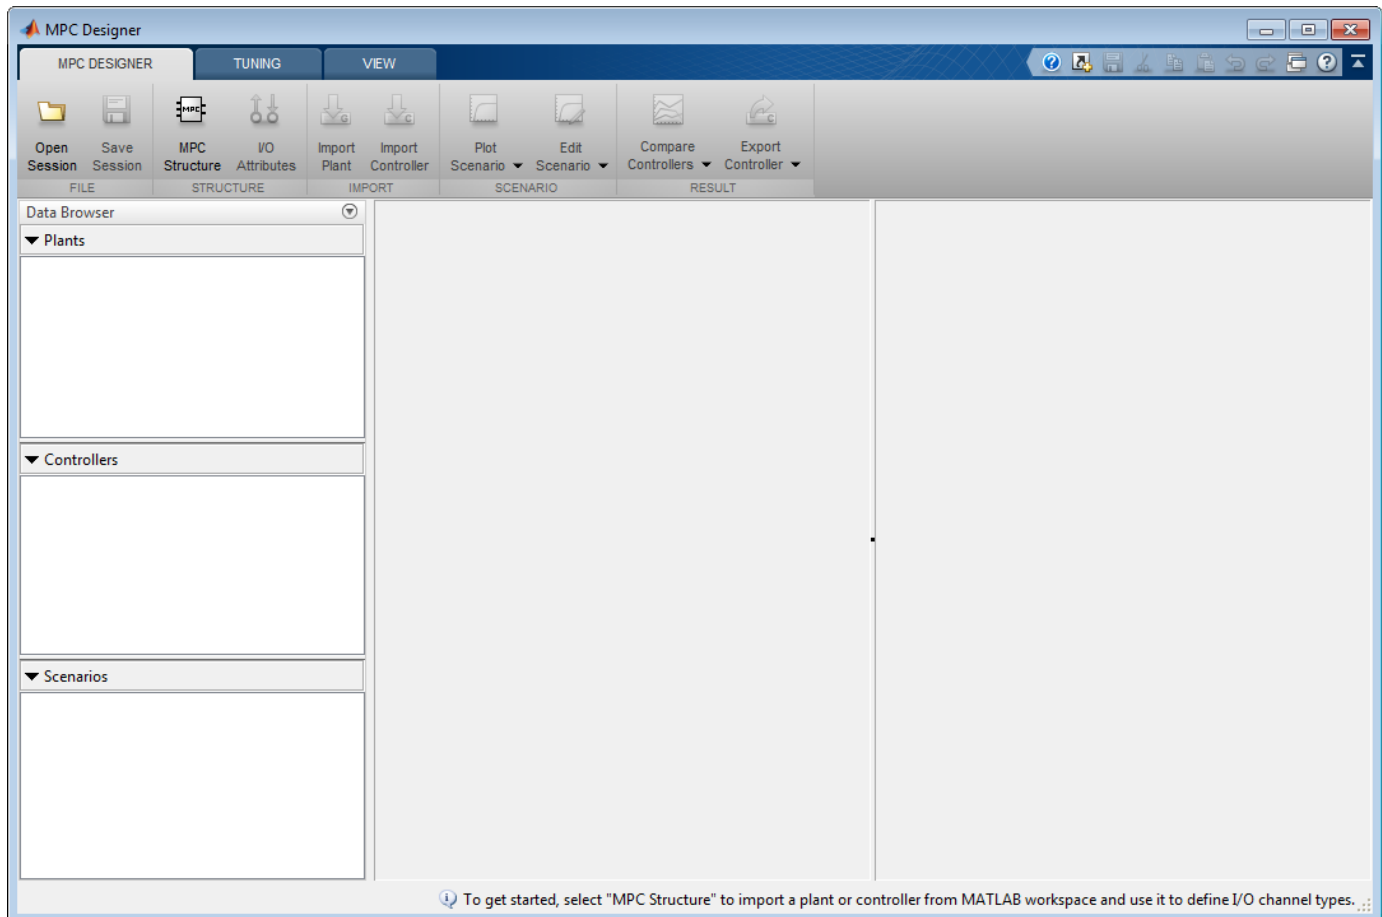 MPC Designer
MPC DESIGNER TUNING VIEW
MPC G C C
Open Save MPC I/O Import Import Plot Edit Compare Export
Session Session Structure Attributes Plant Controller Scenario Scenario Controllers Controller
FILE STRUCTURE IMPORT SCENARIO RESULT
Data Browser
Plants
Controllers
Scenarios
To get started, select "MPC Structure" to import a plant or controller from MATLAB workspace and use it to define I/O channel types.